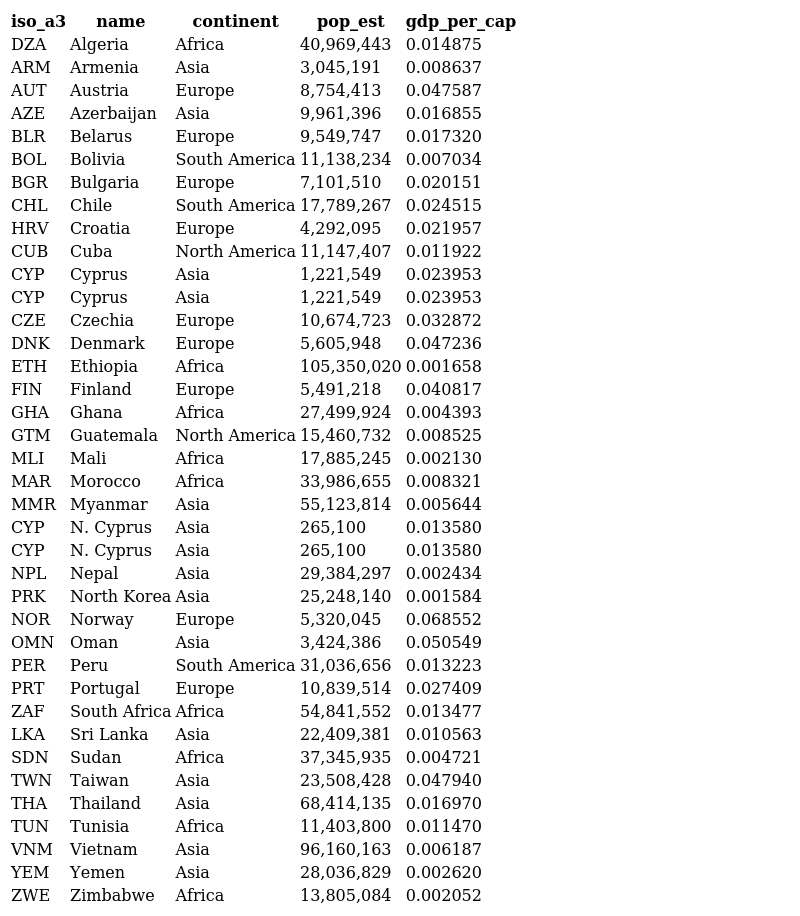 iso_a3 name continent pop_est gdp_per_cap
DZA Algeria Africa 40,969,443 0.014875
ARM Armenia Asia 3,045,191 0.008637
AUT Austria Europe 8,754,413 0.047587
AZE Azerbaijan Asia 9,961,396 0.016855
BLR Belarus Europe 9,549,747 0.017320
BOL Bolivia South America 11,138,234 0.007034
BGR Bulgaria Europe 7,101,510 0.020151
CHL Chile South America 17,789,267 0.024515
HRV Croatia Europe 4,292,095 0.021957
CUB Cuba North America 11,147,407 0.011922
CYP Cyprus Asia 1,221,549 0.023953
CYP Cyprus Asia 1,221,549 0.023953
CZE Czechia Europe 10,674,723 0.032872
DNK Denmark Europe 5,605,948 0.047236
ETH Ethiopia Africa 105,350,020 0.001658
FIN Finland Europe 5,491,218 0.040817
GHA Ghana Africa 27,499,924 0.004393
GTM Guatemala North America 15,460,732 0.008525
MLI Mali Africa 17,885,245 0.002130
MAR Morocco Africa 33,986,655 0.008321
MMR Myanmar Asia 55,123,814 0.005644
CYP N. Cyprus Asia 265,100 0.013580
CYP N. Cyprus Asia 265,100 0.013580
NPL Nepal Asia 29,384,297 0.002434
PRK North Korea Asia 25,248,140 0.001584
NOR Norway Europe 5,320,045 0.068552
OMN Oman Asia 3,424,386 0.050549
PER Peru South America 31,036,656 0.013223
PRT Portugal Europe 10,839,514 0.027409
ZAF South Africa Africa 54,841,552 0.013477
LKA Sri Lanka Asia 22,409,381 0.010563
SDN Sudan Africa 37,345,935 0.004721
TWN Taiwan Asia 23,508,428 0.047940
THA Thailand Asia 68,414,135 0.016970
TUN Tunisia Africa 11,403,800 0.011470
VNM Vietnam Asia 96,160,163 0.006187
YEM Yemen Asia 28,036,829 0.002620
ZWE Zimbabwe Africa 13,805,084 0.002052